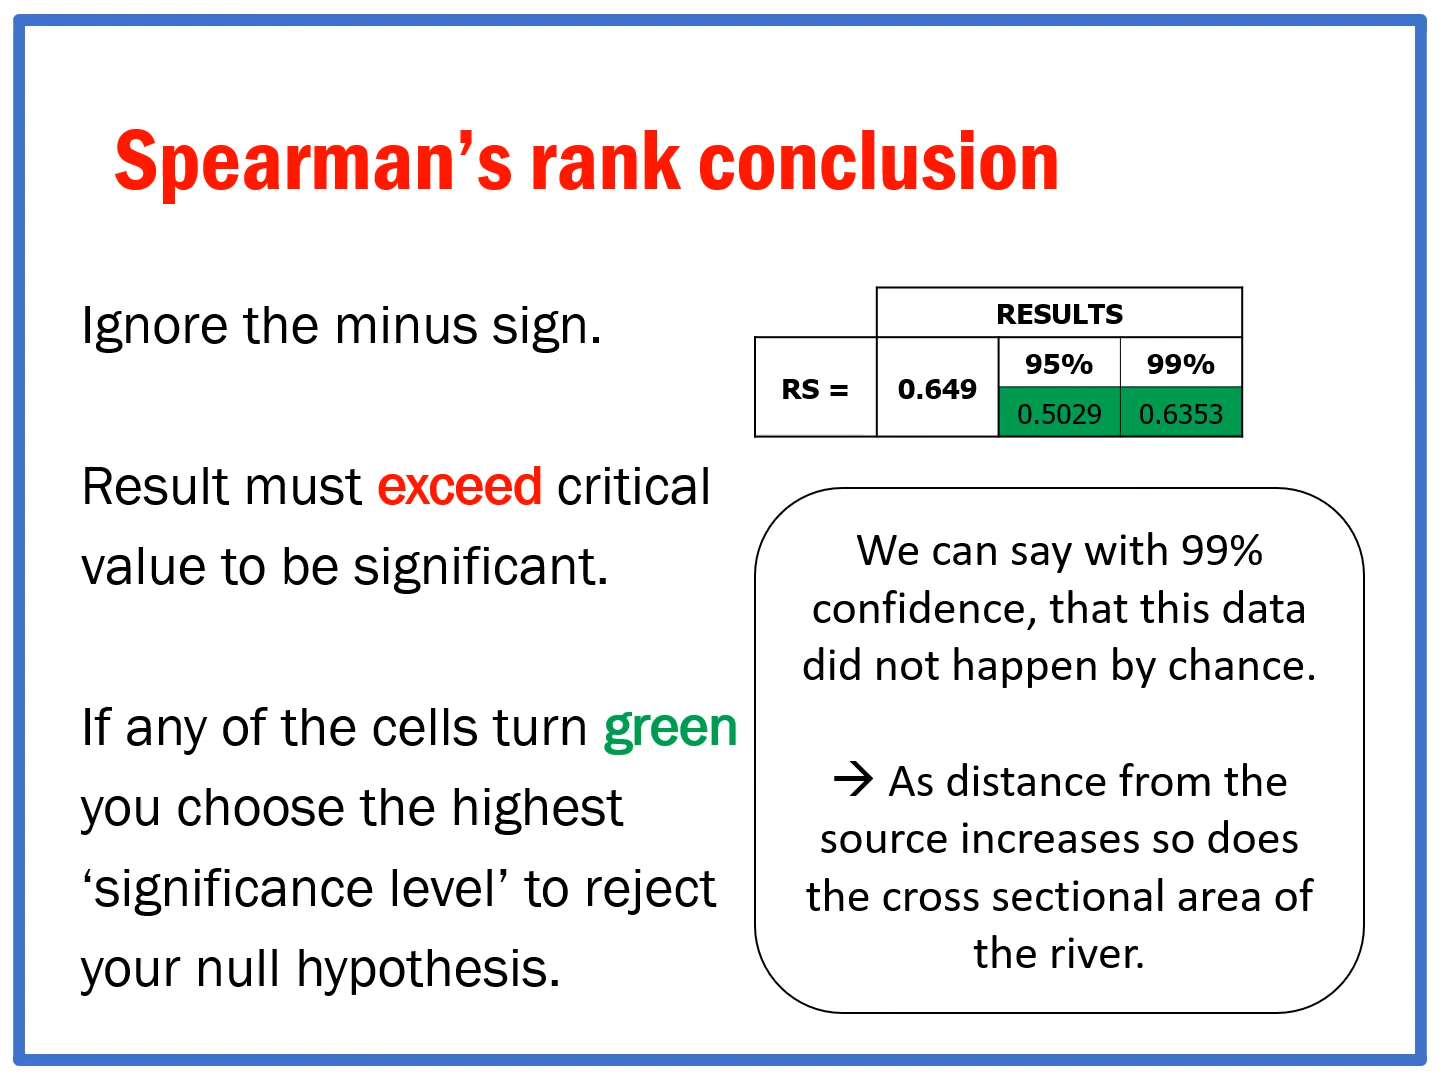 Spearman’s rank conclusion
Ignore the minus sign.
Result must exceed critical
value to be significant.
If any of the cells turn green
you choose the highest
‘significance level’ to reject
your null hypothesis.
RESULTS
RS = 0.649 95% 99%
0.5029 0.6353
We can say with 99%
confidence, that this data
did not happen by chance.
→ As distance from the
source increases so does
the cross sectional area of
the river.